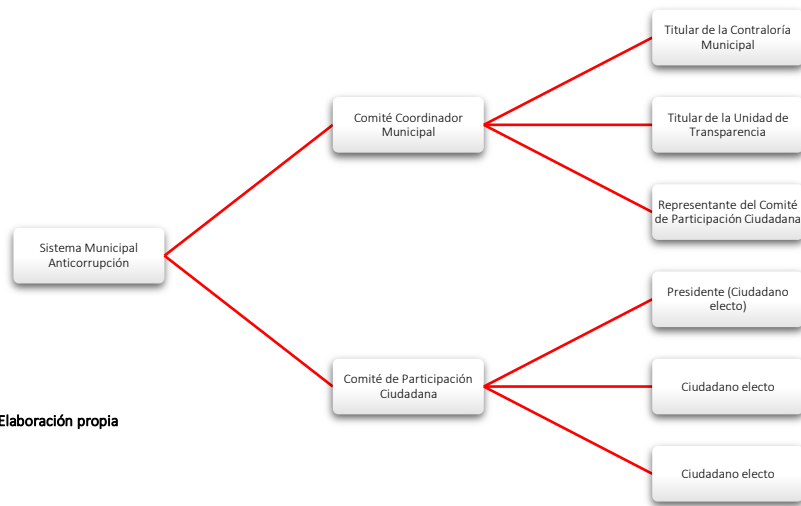 Titular de la Contraloría
Municipal
Comité Coordinador
Municipal
Titular de la Unidad de
Transparencia
Representante del Comité
de Participación Ciudadana
Sistema Municipal
Anticorrupción
Presidente (Ciudadano
electo)
Comité de Participación
Ciudadana
Ciudadano electo
Elaboración propia
Ciudadano electo